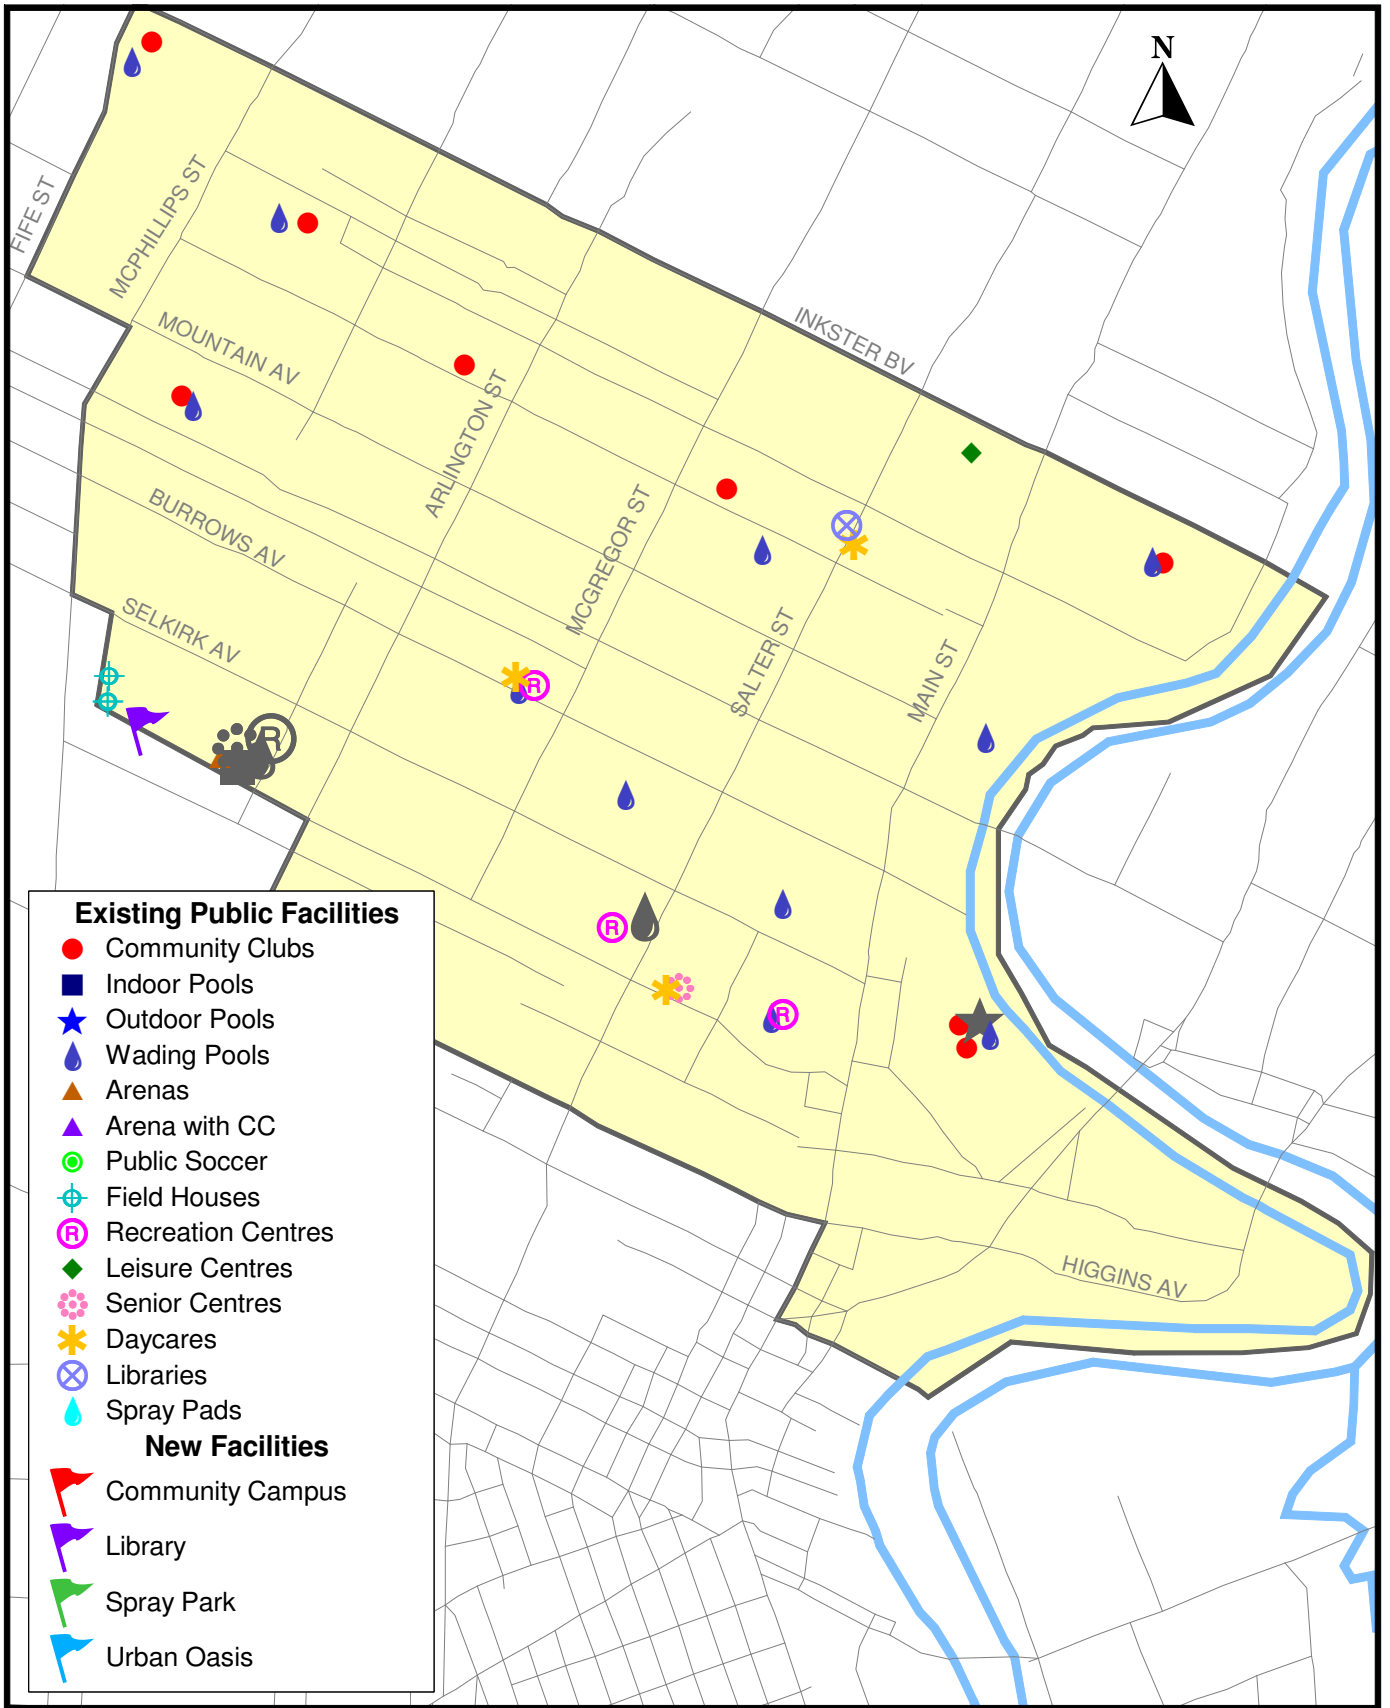 N
FIFE ST
MCPHILLIPS ST
MOUNTAIN AV
INKSTER BV
ARLINGTON ST
BURROWS AV
MCGREGOR ST
SELKIRK AV
SALTER ST
MAIN ST
R
R
R
R
HIGGINS AV
Existing Public Facilities
Community Clubs
Indoor Pools
Outdoor Pools
Wading Pools
Arenas
Arena with CC
Public Soccer
Field Houses
R Recreation Centres
Leisure Centres
Senior Centres
Daycares
Libraries
Spray Pads
New Facilities
Community Campus
Library
Spray Park
Urban Oasis